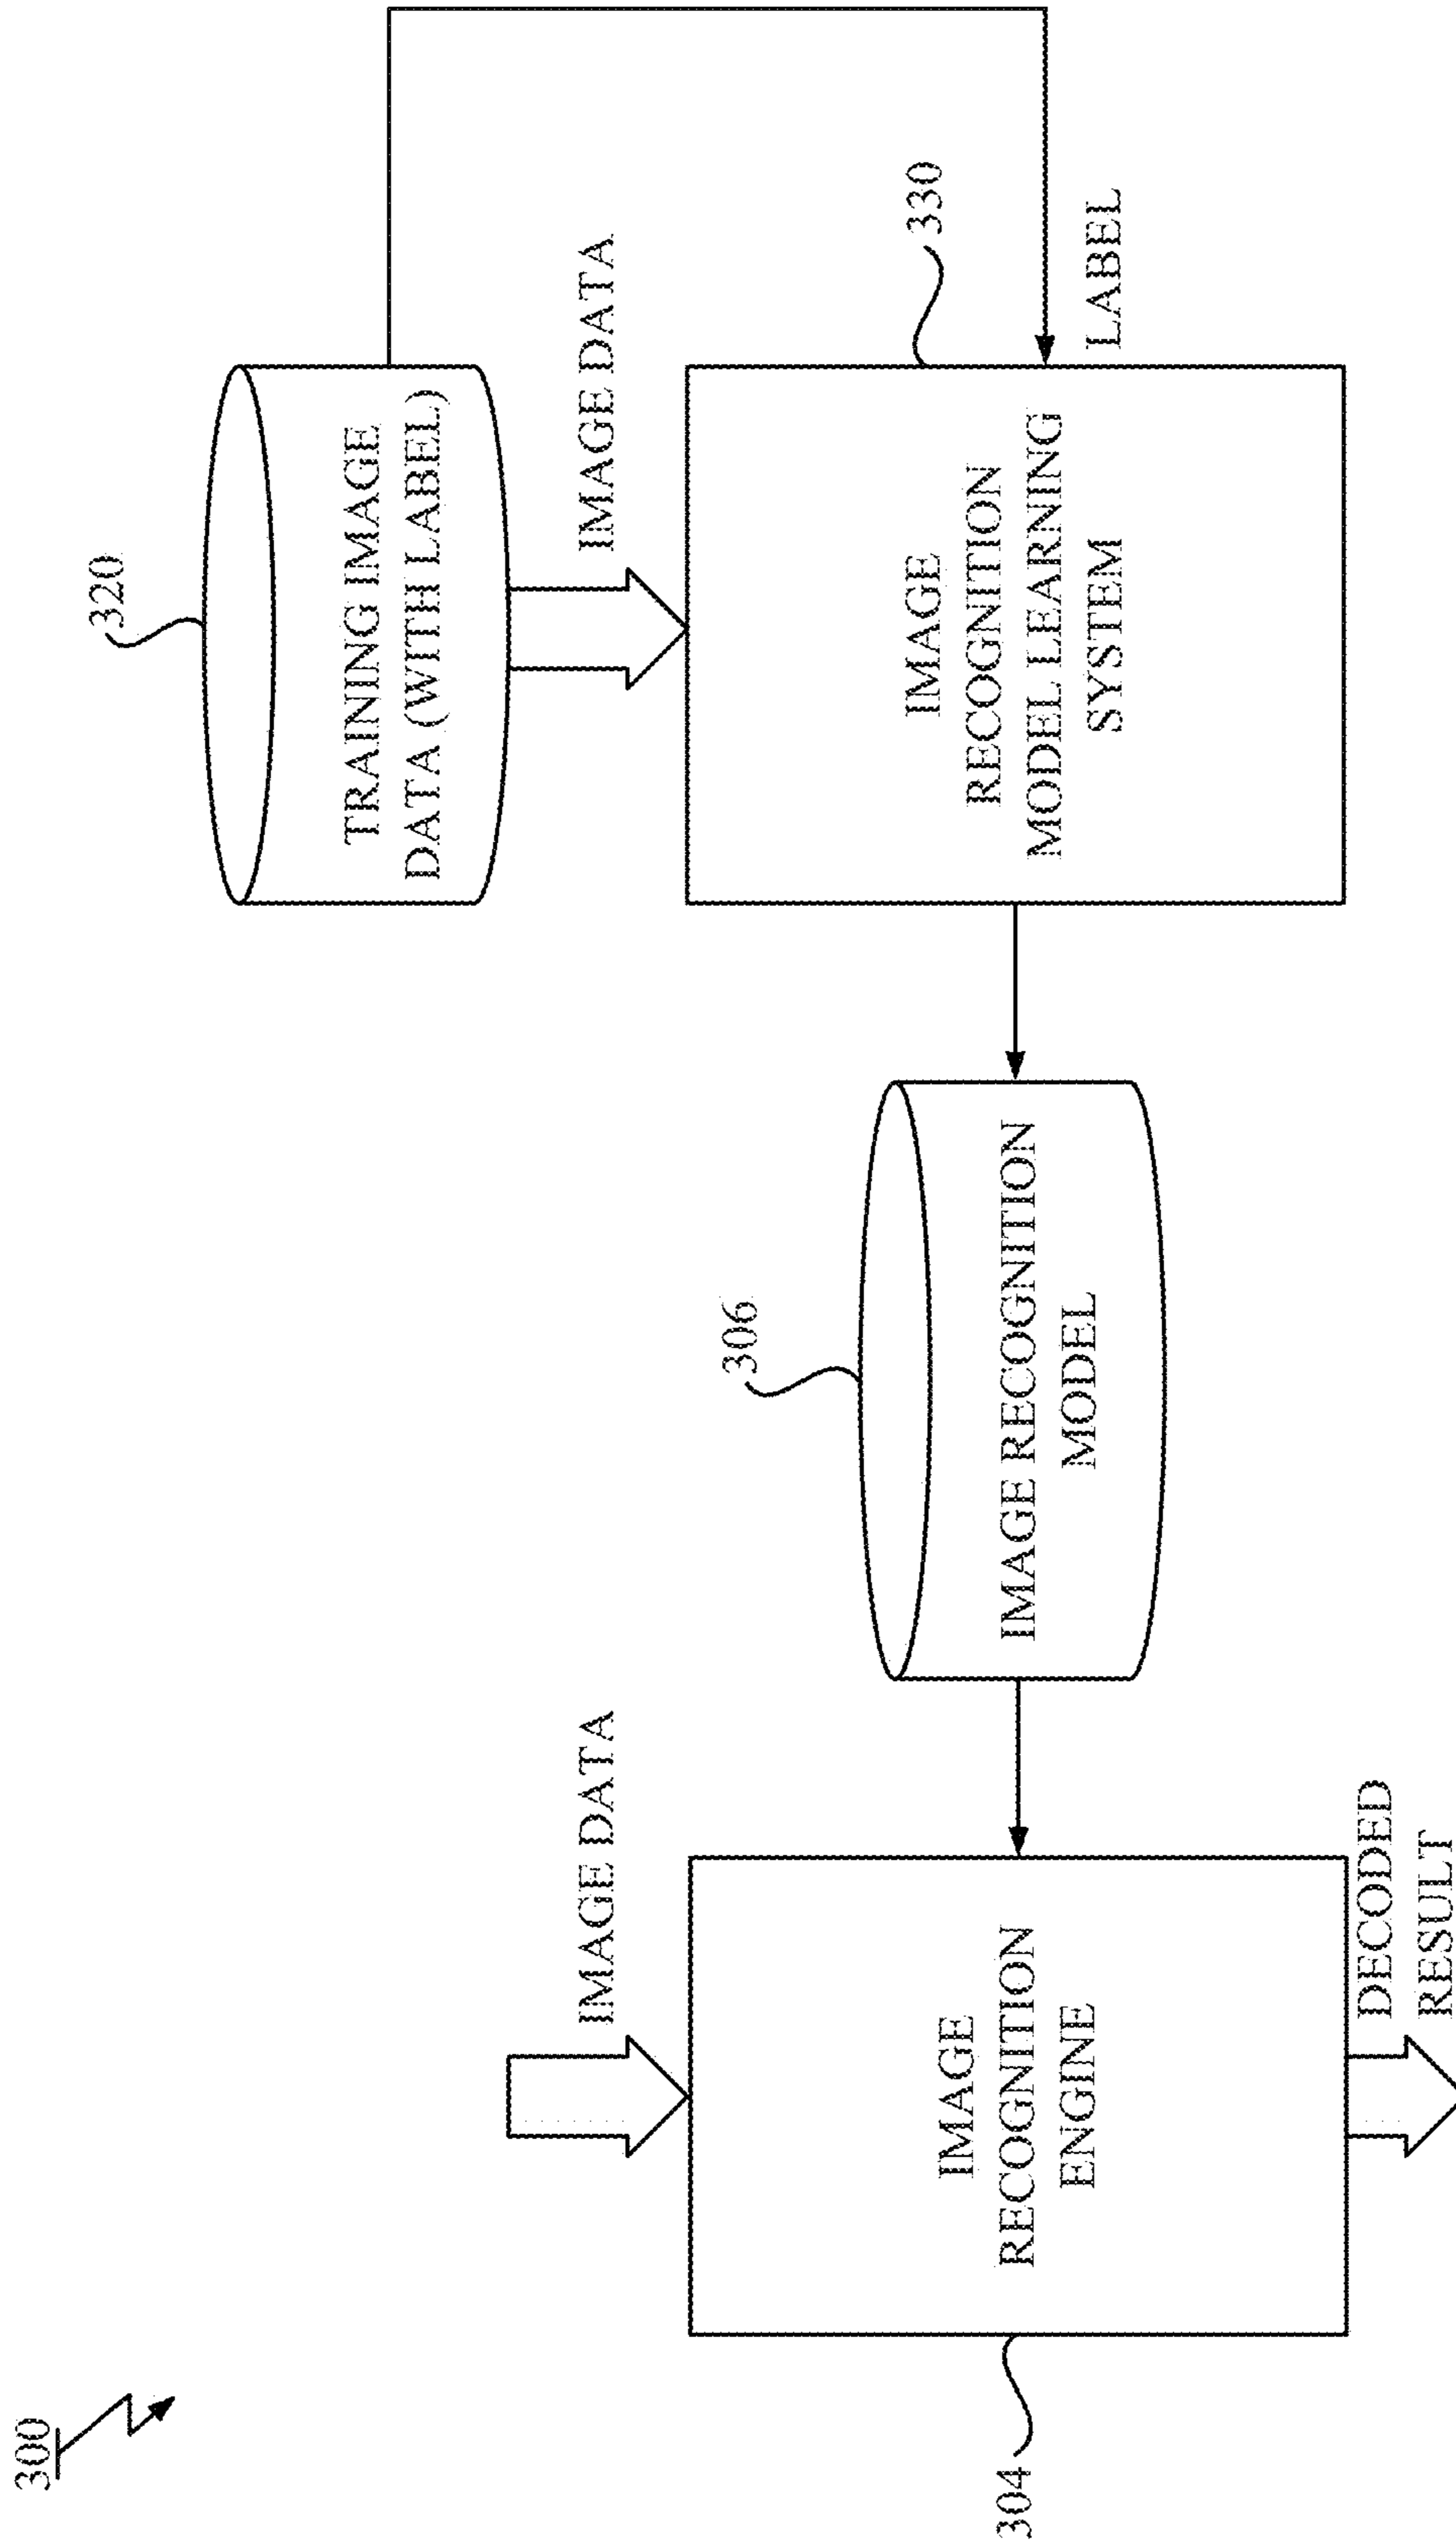 300
320
TRAINING IMAGE
DATA (WITH LABEL)
IMAGE DATA
IMAGE DATA
306
330
IMAGE
RECOGNITION
ENGINE
304
IMAGE RECOGNITION
MODEL
IMAGE
RECOGNITION
MODEL LEARNING
SYSTEM
LABEL
DECODED
RESULT